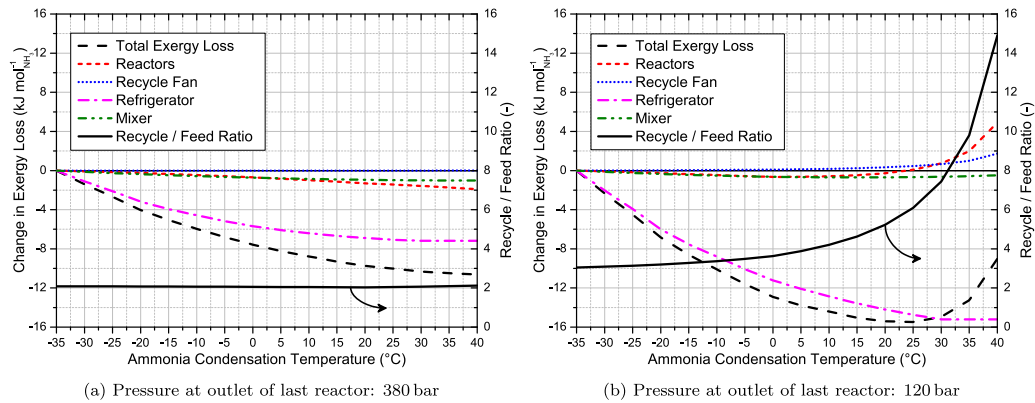 Change in Exergy Loss (kJ mol⁻¹NH₃)
16
12
8
4
0
-4
-8
-12
-16
Total Exergy Loss
Reactors
Recycle Fan
Refrigerator
Mixer
Recycle / Feed Ratio
16
14
12
10
8
6
4
2
0
Recycle / Feed Ratio (-)
-35 -30 -25 -20 -15 -10 -5 0 5 10 15 20 25 30 35 40
Ammonia Condensation Temperature (°C)
(a) Pressure at outlet of last reactor: 380 bar
Change in Exergy Loss (kJ mol⁻¹NH₃)
16
12
8
4
0
-4
-8
-12
-16
Total Exergy Loss
Reactors
Recycle Fan
Refrigerator
Mixer
Recycle / Feed Ratio
16
14
12
10
8
6
4
2
0
Recycle / Feed Ratio (-)
-35 -30 -25 -20 -15 -10 -5 0 5 10 15 20 25 30 35 40
Ammonia Condensation Temperature (°C)
(b) Pressure at outlet of last reactor: 120 bar